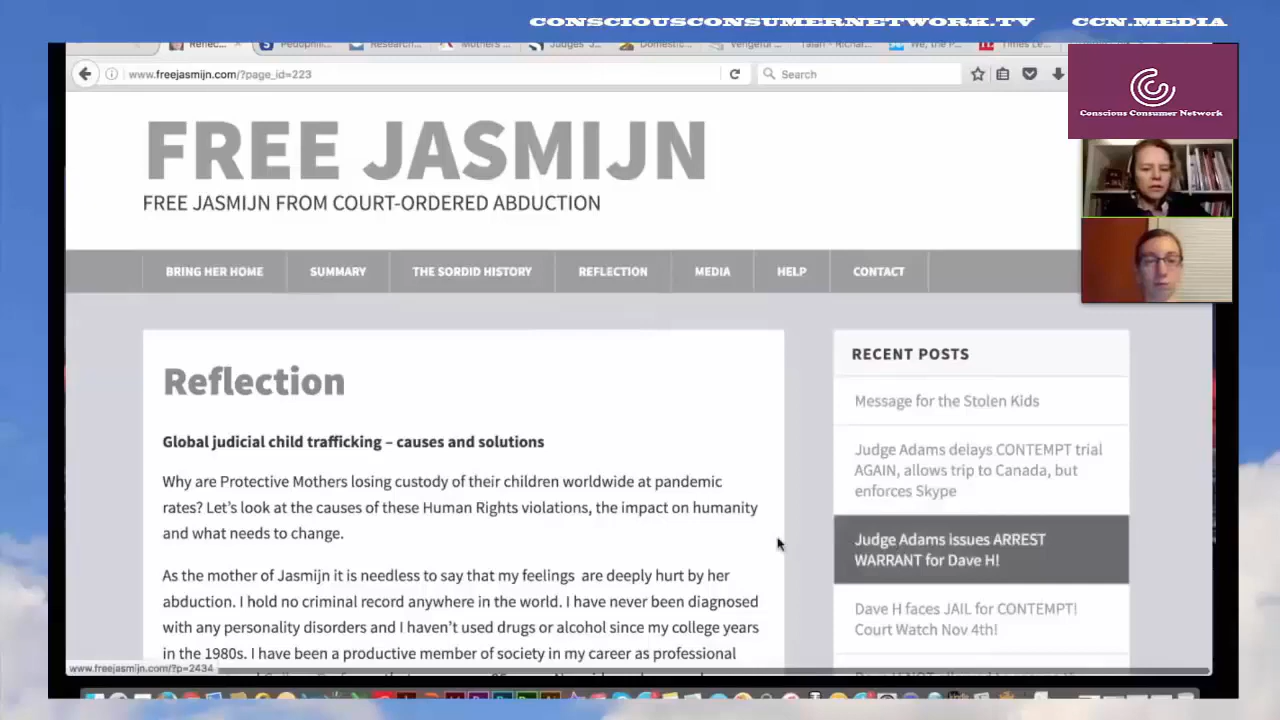 CONSCIOUSCONSUMERNETWORK.TV CCN.MEDIA
www.freejasmijn.com/?page_id=223
Search
Conscious Consumer Network
FREE JASMIJN
FREE JASMIJN FROM COURT-ORDERED ABDUCTION
BRING HER HOME SUMMARY THE SORDID HISTORY REFLECTION MEDIA HELP CONTACT
Reflection
Global judicial child trafficking – causes and solutions
Why are Protective Mothers losing custody of their children worldwide at pandemic
rates? Let's look at the causes of these Human Rights violations, the impact on humanity
and what needs to change.
As the mother of Jasmijn it is needless to say that my feelings are deeply hurt by her
abduction. I hold no criminal record anywhere in the world. I have never been diagnosed
with any personality disorders and I haven't used drugs or alcohol since my college years
in the 1980s. I have been a productive member of society in my career as professional
RECENT POSTS
Message for the Stolen Kids
Judge Adams delays CONTEMPT trial
AGAIN, allows trip to Canada, but
enforces Skype
Judge Adams issues ARREST
WARRANT for Dave H!
Dave H faces JAIL for CONTEMPT!
Court Watch Nov 4th!
www.freejasmijn.com/?p=2434